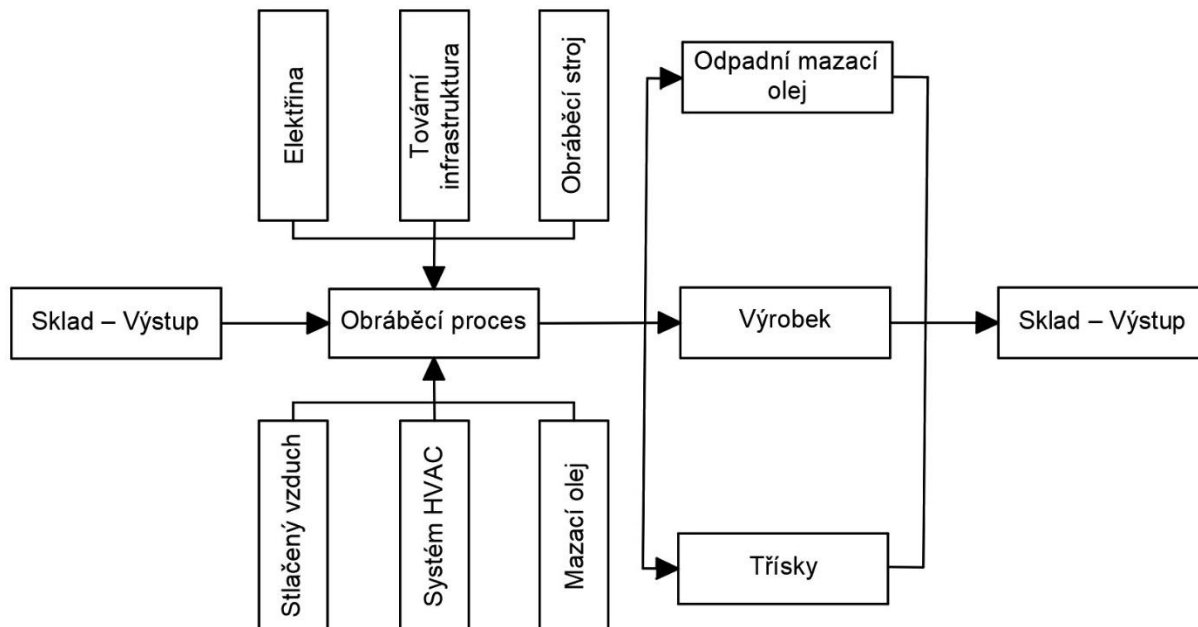 Elektřina
Tovární
infrastruktura
Obráběcí stroj
Odpadní mazací
olej
Sklad – Výstup
Obráběcí proces
Výrobek
Sklad – Výstup
Stlačený vzduch
Systém HVAC
Mazací olej
Třísky